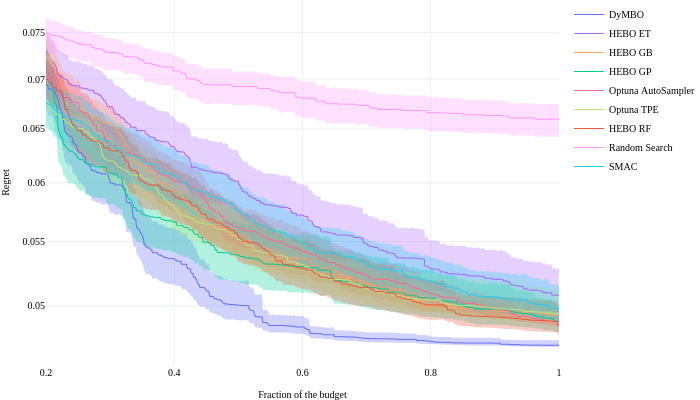 0.075
0.07
0.065
0.06
0.055
0.05
Regret
0.2
0.4
0.6
0.8
1
Fraction of the budget
DyMBO
HEBO ET
HEBO GB
HEBO GP
Optuna AutoSampler
Optuna TPE
HEBO RF
Random Search
SMAC